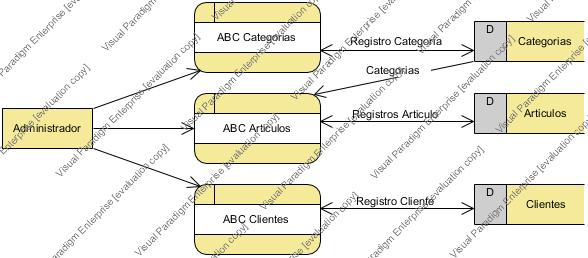 ABC Categorias
Registro Categoría
D
Categorias
Categorias
Administrador
ABC Articulos
Registros Articulo
D
Articulos
ABC Clientes
Registro Cliente
D
Clientes
Visual Paradigm Enterprise [evaluation copy]